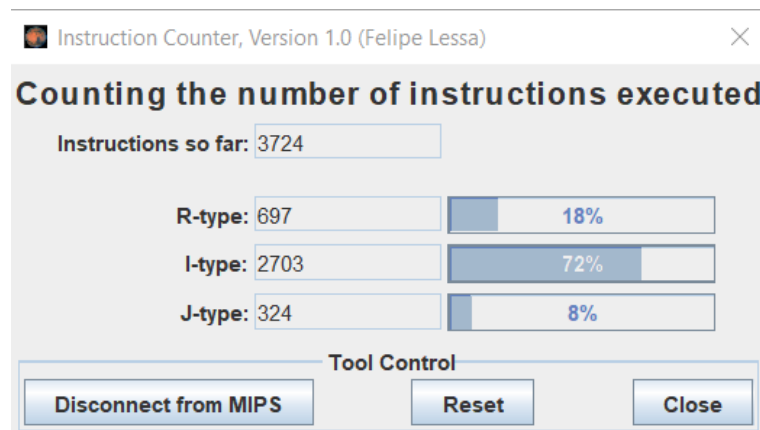 Instruction Counter, Version 1.0 (Felipe Lessa)
Counting the number of instructions executed
Instructions so far: 3724
R-type: 697 18%
I-type: 2703 72%
J-type: 324 8%
Tool Control
Disconnect from MIPS Reset Close